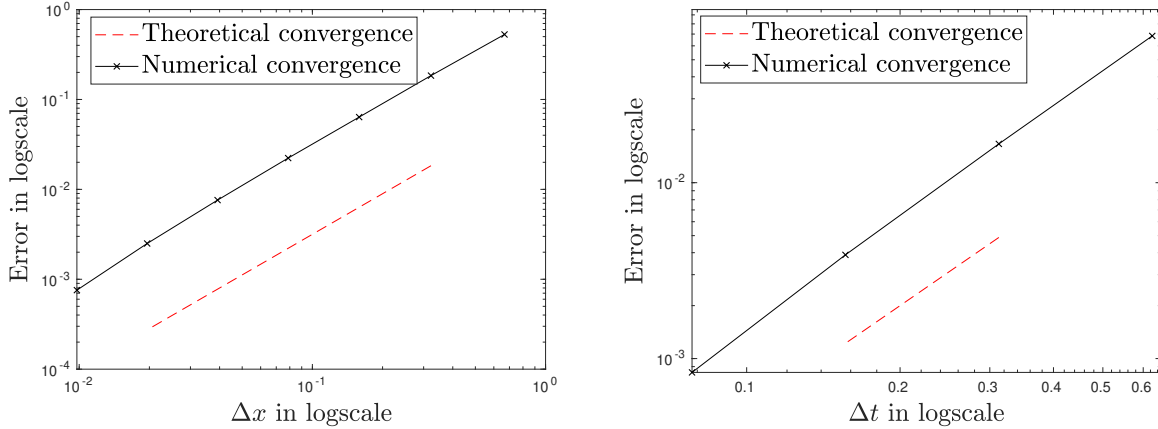 10^0
10^-1
10^-2
10^-3
10^-4
Error in logscale
Theoretical convergence
Numerical convergence
10^-2
10^-1
10^0
Δx in logscale
10^-2
10^-3
Error in logscale
Theoretical convergence
Numerical convergence
0.1
0.2
0.3
0.4
0.5
0.6
Δt in logscale